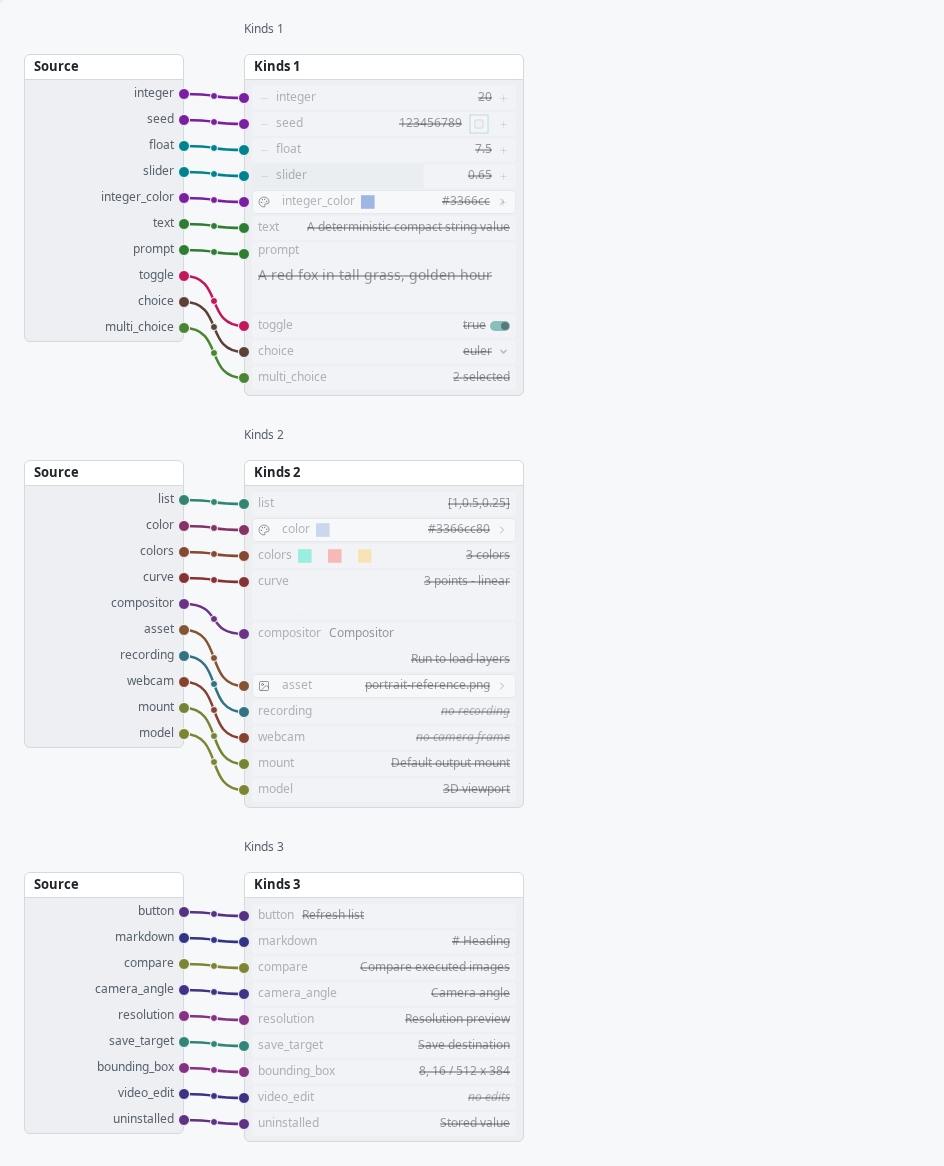 Kinds 1
Source
Kinds 1
integer
integer 20
seed
seed 123456789
float
float 7.5
slider
slider 0.65
integer_color
integer_color #3366cc
text
text A deterministic compact string value
prompt
prompt
A red fox in tall grass, golden hour
toggle
toggle true
choice
choice euler
multi_choice
multi_choice 2 selected
Kinds 2
Source
Kinds 2
list
list [1,0.5,0.25]
color
color #3366cc80
colors
colors 3 colors
curve
curve 3 points - linear
compositor
compositor Compositor
Run to load layers
asset
asset portrait-reference.png
recording
recording no recording
webcam
webcam no camera frame
mount
mount Default output mount
model
model 3D viewport
Kinds 3
Source
Kinds 3
button
button Refresh list
markdown
markdown # Heading
compare
compare Compare executed images
camera_angle
camera_angle Camera angle
resolution
resolution Resolution preview
save_target
save_target Save destination
bounding_box
bounding_box 8, 16 / 512 x 384
video_edit
video_edit no edits
uninstalled
uninstalled Stored value